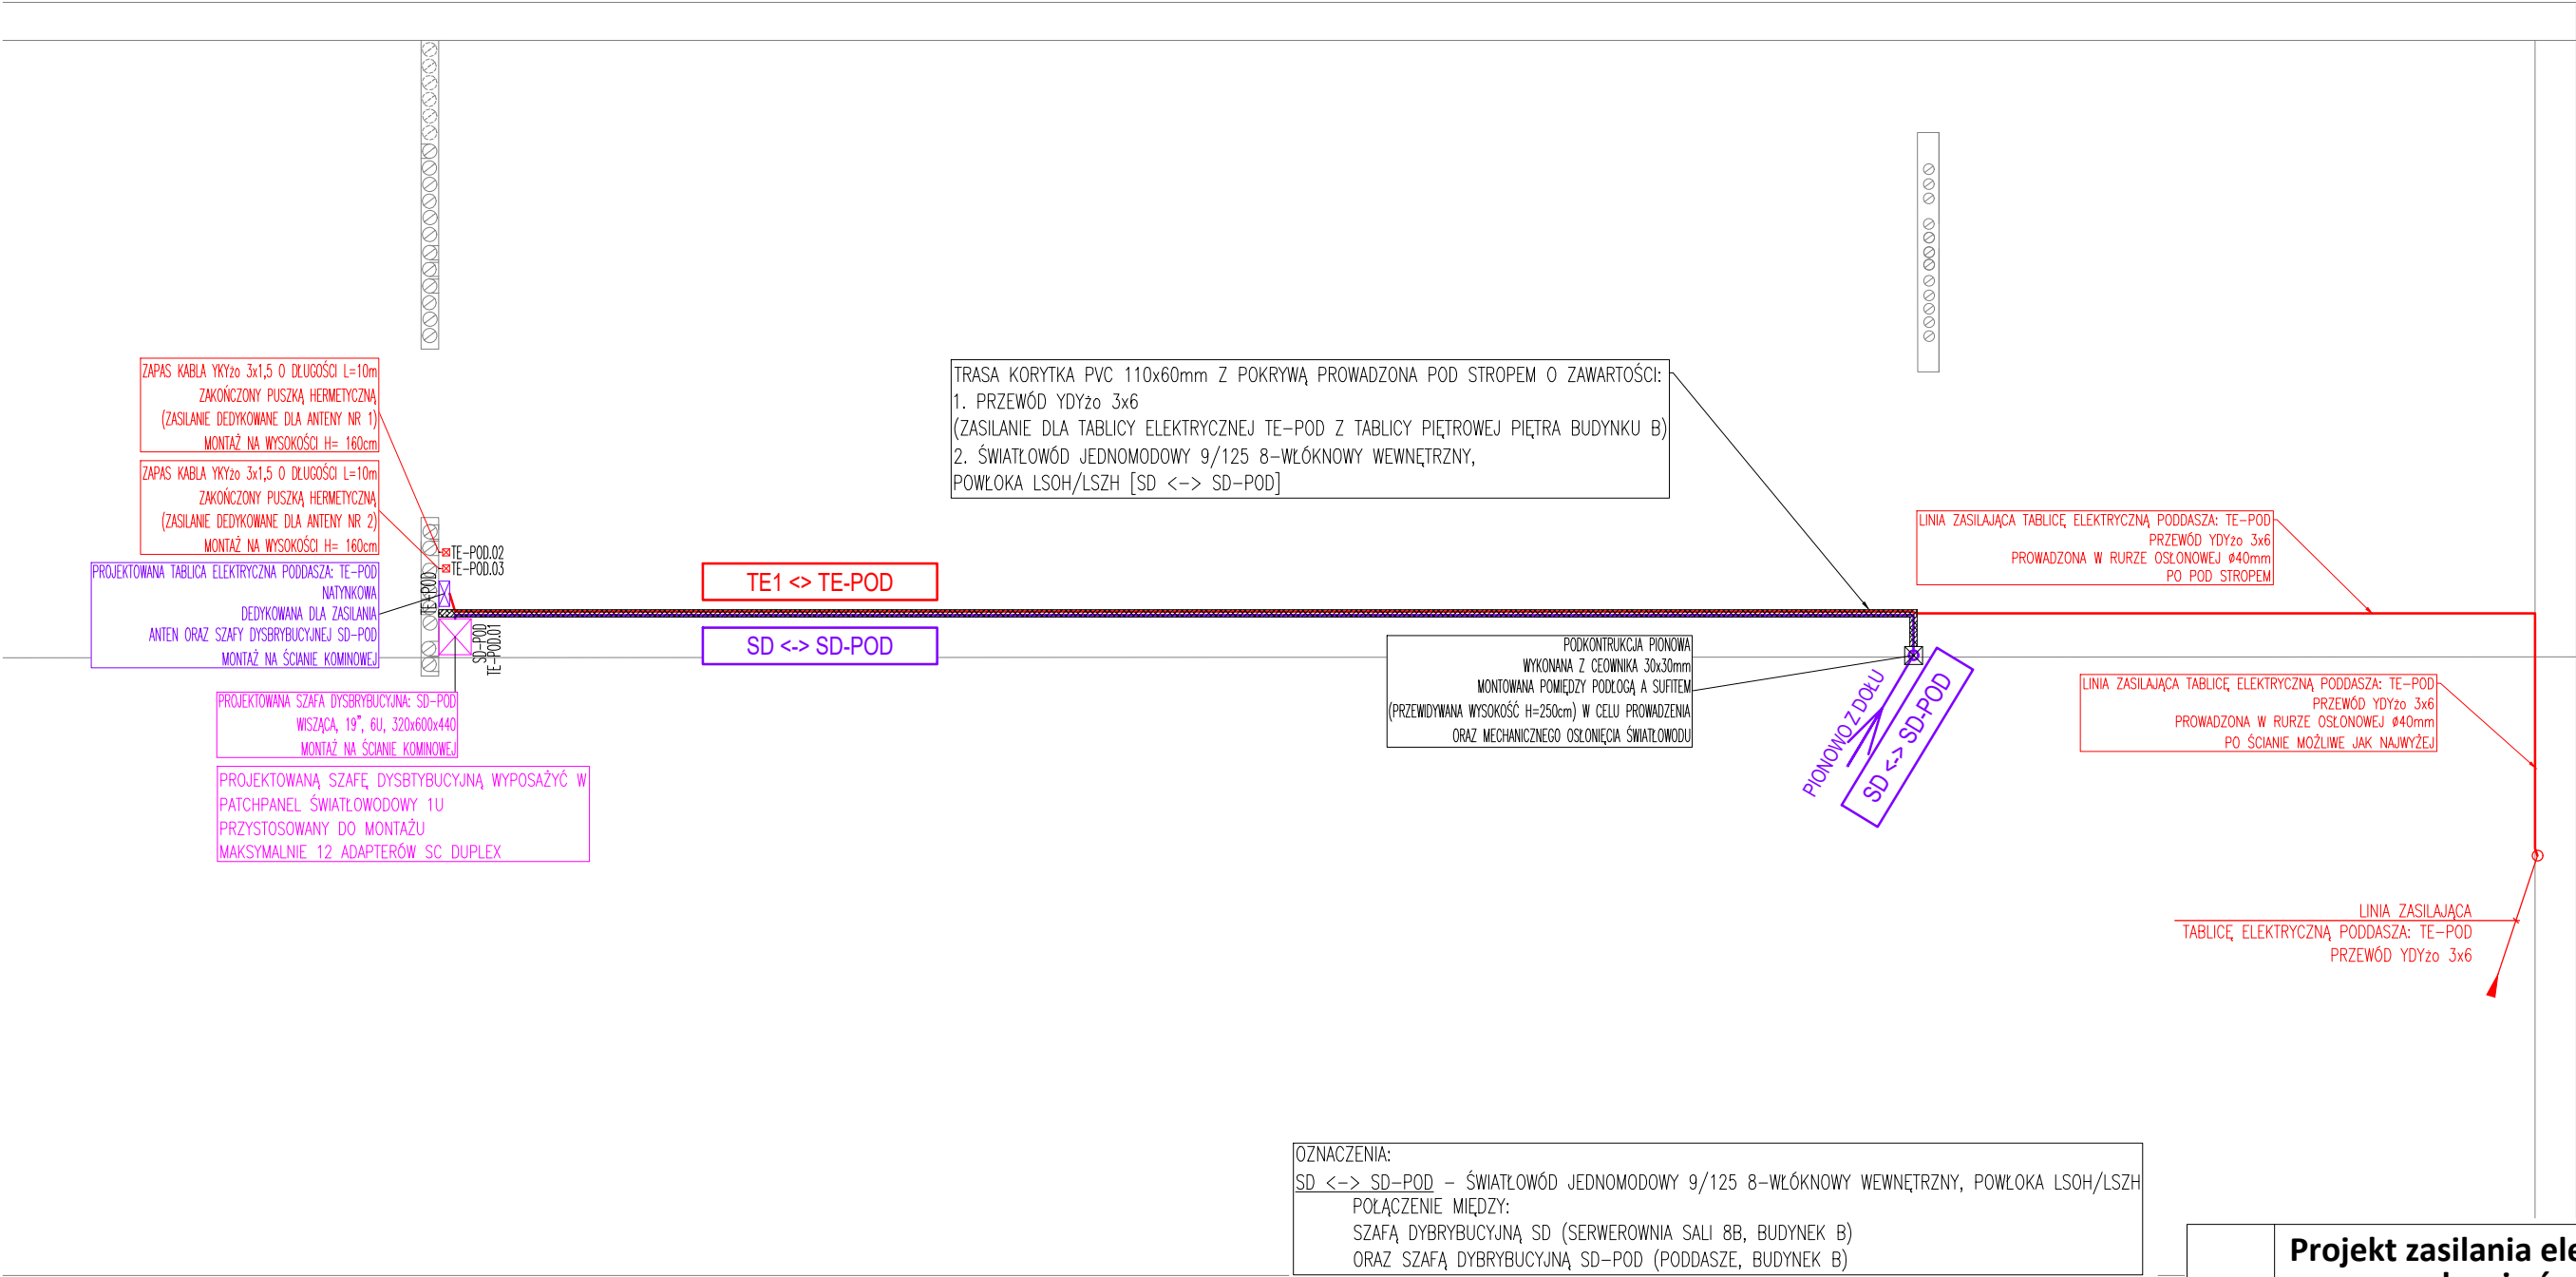 ZAPAS KABLA YKYżo 3x1,5 O DŁUGOŚCI L=10m
ZAKOŃCZONY PUSZKĄ HERMETYCZNĄ
(ZASILANIE DEDYKOWANE DLA ANTENY NR 1)
MONTAŻ NA WYSOKOŚCI H= 160cm
ZAPAS KABLA YKYżo 3x1,5 O DŁUGOŚCI L=10m
ZAKOŃCZONY PUSZKĄ HERMETYCZNĄ
(ZASILANIE DEDYKOWANE DLA ANTENY NR 2)
MONTAŻ NA WYSOKOŚCI H= 160cm
PROJEKTOWANA TABLICA ELEKTRYCZNA PODDASZA: TE-POD
NATYNKOWA
DEDYKOWANA DLA ZASILANIA
ANTEN ORAZ SZAFY DYSBRYBUCYJNEJ SD-POD
MONTAŻ NA ŚCIANIE KOMINOWEJ
TE-POD.02
TE-POD.03
TE-POD
SD-POD
TE-POD.01
PROJEKTOWANA SZAFA DYSBRYBUCYJNA: SD-POD
WISZĄCA, 19", 6U, 320x600x440
MONTAŻ NA ŚCIANIE KOMINOWEJ
PROJEKTOWANĄ SZAFĘ DYSBTYBUCYJNĄ WYPOSAŻYĆ W
PATCHPANEL ŚWIATŁOWODOWY 1U
PRZYSTOSOWANY DO MONTAŻU
MAKSYMALNIE 12 ADAPTERÓW SC DUPLEX
TE1 <> TE-POD
SD <-> SD-POD
TRASA KORYTKA PVC 110x60mm Z POKRYWĄ PROWADZONA POD STROPEM O ZAWARTOŚCI:
1. PRZEWÓD YDYżo 3x6
(ZASILANIE DLA TABLICY ELEKTRYCZNEJ TE-POD Z TABLICY PIĘTROWEJ PIĘTRA BUDYNKU B)
2. ŚWIATŁOWÓD JEDNOMODOWY 9/125 8-WŁÓKNOWY WEWNĘTRZNY,
POWŁOKA LSOH/LSZH [SD <-> SD-POD]
PODKONTRUKCJA PIONOWA
WYKONANA Z CEOWNIKA 30x30mm
MONTOWANA POMIĘDZY PODŁOGĄ A SUFITEM
(PRZEWIDYWANA WYSOKOŚĆ H=250cm) W CELU PROWADZENIA
ORAZ MECHANICZNEGO OSŁONIĘCIA ŚWIATŁOWODU
PIONOWO Z DOŁU
SD <-> SD-POD
LINIA ZASILAJĄCA TABLICĘ ELEKTRYCZNĄ PODDASZA: TE-POD
PRZEWÓD YDYżo 3x6
PROWADZONA W RURZE OSŁONOWEJ ø40mm
PO POD STROPEM
LINIA ZASILAJĄCA TABLICĘ ELEKTRYCZNĄ PODDASZA: TE-POD
PRZEWÓD YDYżo 3x6
PROWADZONA W RURZE OSŁONOWEJ ø40mm
PO ŚCIANIE MOŻLIWE JAK NAJWYŻEJ
LINIA ZASILAJĄCA
TABLICĘ ELEKTRYCZNĄ PODDASZA: TE-POD
PRZEWÓD YDYżo 3x6
OZNACZENIA:
SD <-> SD-POD - ŚWIATŁOWÓD JEDNOMODOWY 9/125 8-WŁÓKNOWY WEWNĘTRZNY, POWŁOKA LSOH/LSZH
POŁĄCZENIE MIĘDZY:
SZAFĄ DYBRYBUCYJNĄ SD (SERWEROWNIA SALI 8B, BUDYNEK B)
ORAZ SZAFĄ DYBRYBUCYJNĄ SD-POD (PODDASZE, BUDYNEK B)
Projekt zasilania ele